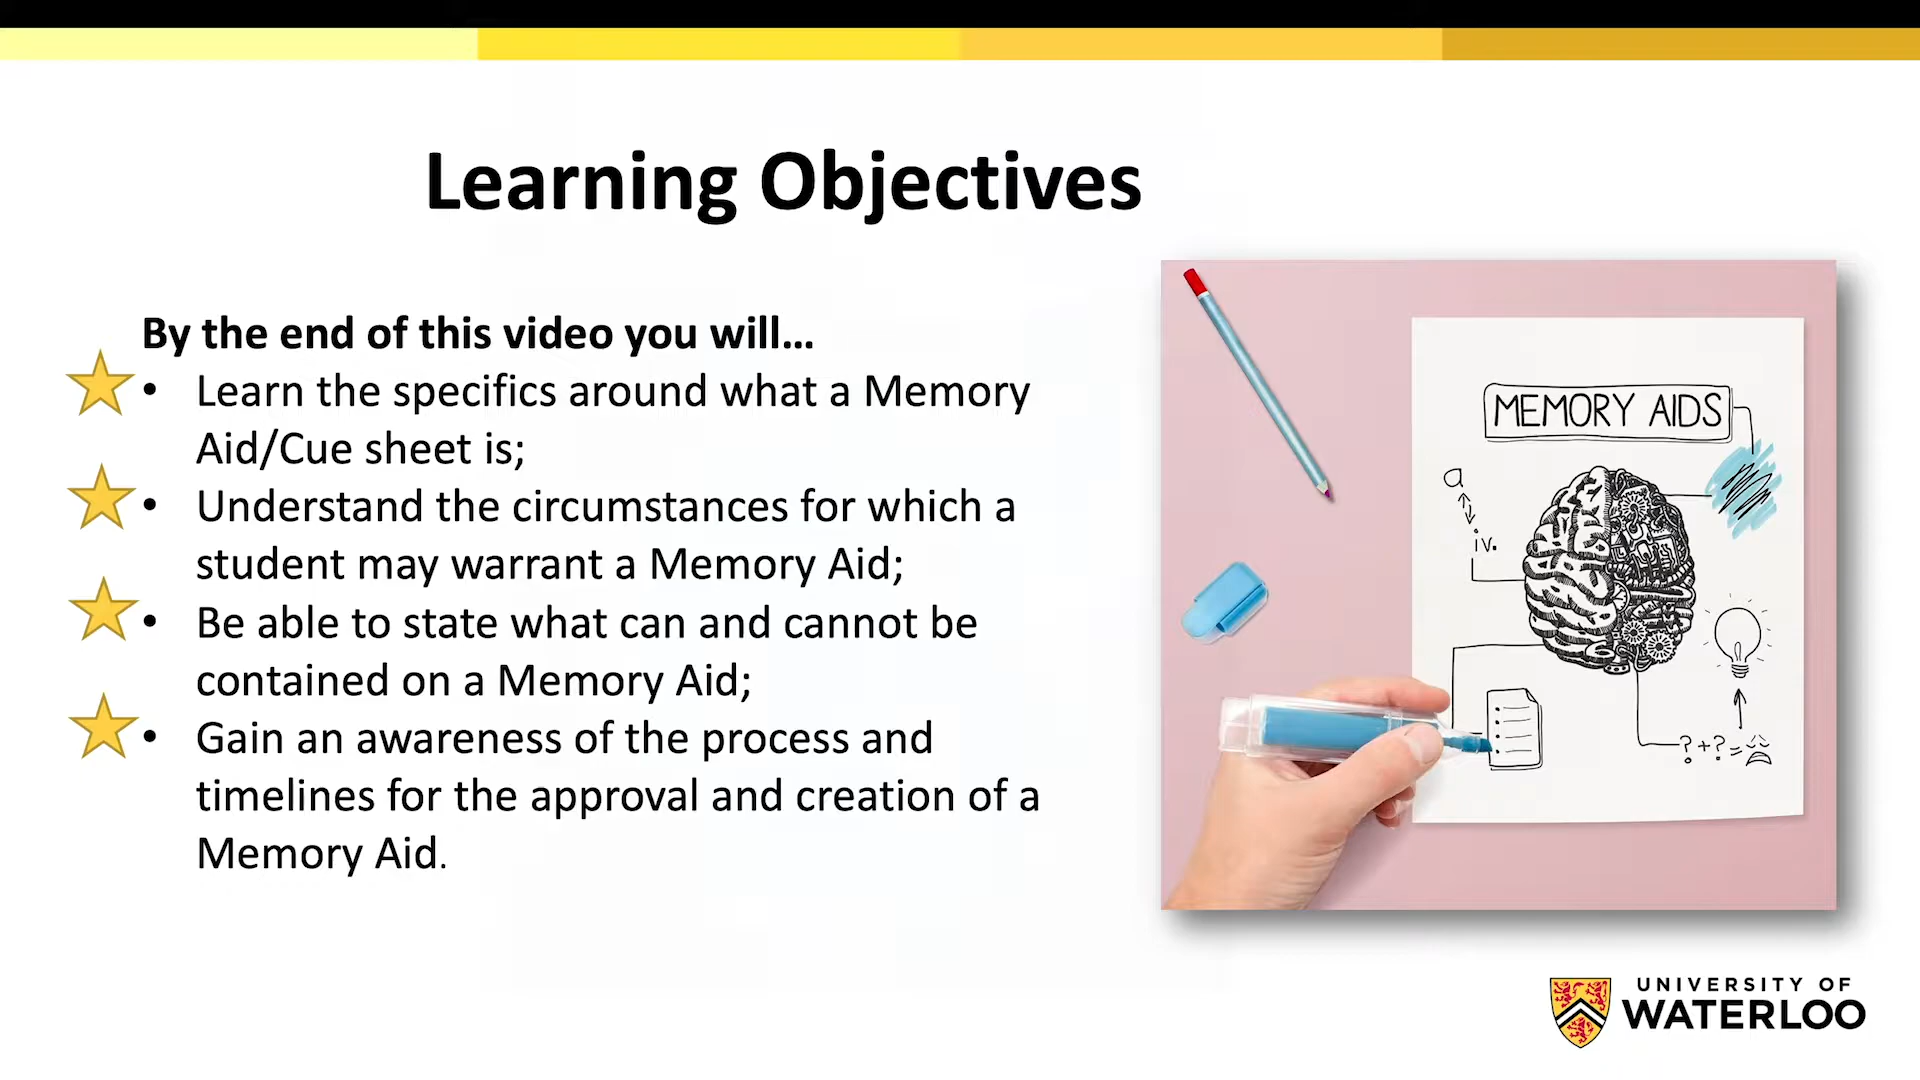 Learning Objectives
By the end of this video you will...
• Learn the specifics around what a Memory
Aid/Cue sheet is;
• Understand the circumstances for which a
student may warrant a Memory Aid;
• Be able to state what can and cannot be
contained on a Memory Aid;
• Gain an awareness of the process and
timelines for the approval and creation of a
Memory Aid.
MEMORY AIDS
a
iv.
?+?=
UNIVERSITY OF
WATERLOO